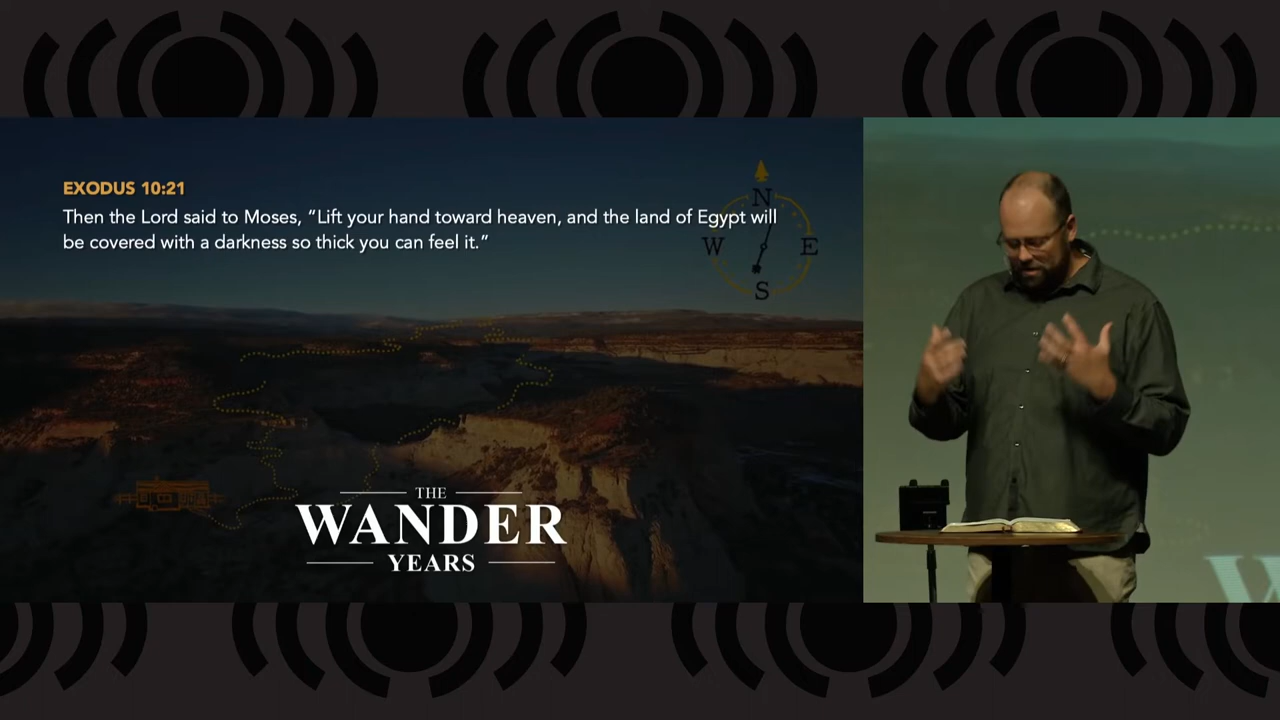 EXODUS 10:21
Then the Lord said to Moses, “Lift your hand toward heaven, and the land of Egypt will
be covered with a darkness so thick you can feel it.”
N
W E
S
THE
WANDER
YEARS
W